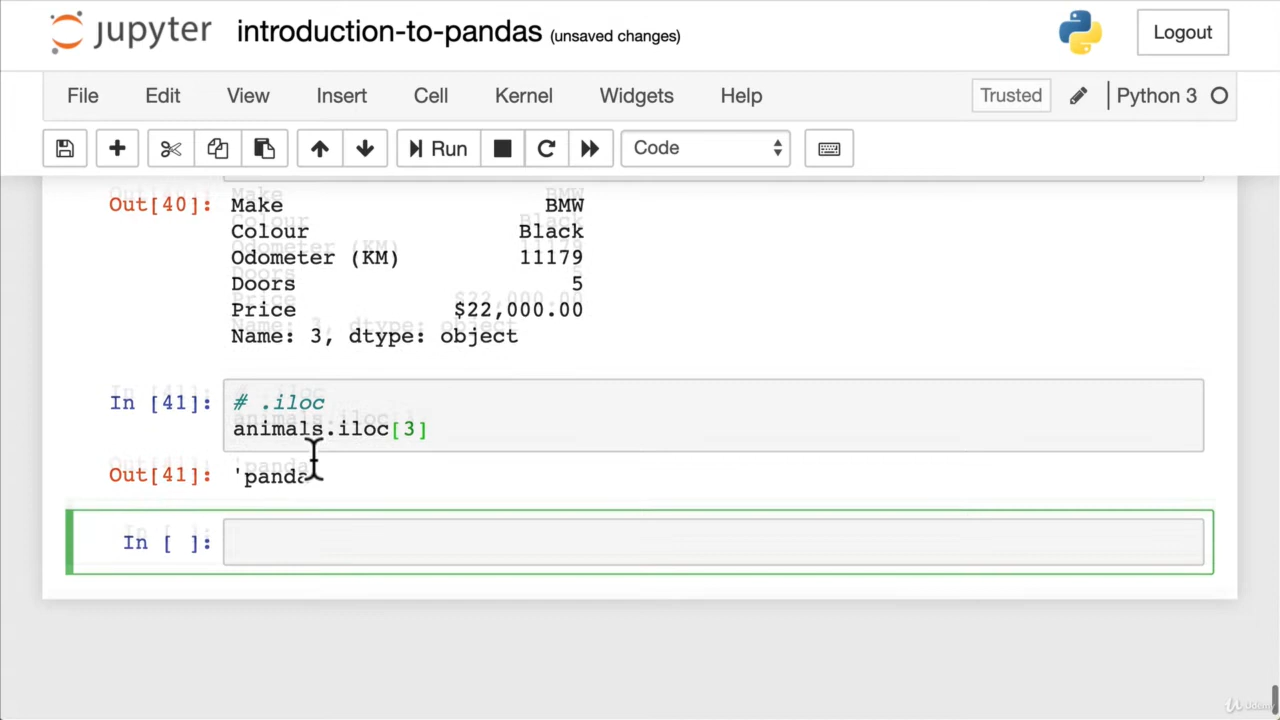 jupyter introduction-to-pandas (unsaved changes) Logout
File Edit View Insert Cell Kernel Widgets Help Trusted Python 3
Run Code
Out[40]: Make BMW
Colour Black
Odometer (KM) 11179
Doors 5
Price $22,000.00
Name: 3, dtype: object
In [41]: # .iloc
animals.iloc[3]
Out[41]: 'panda
In [ ]:
Udemy